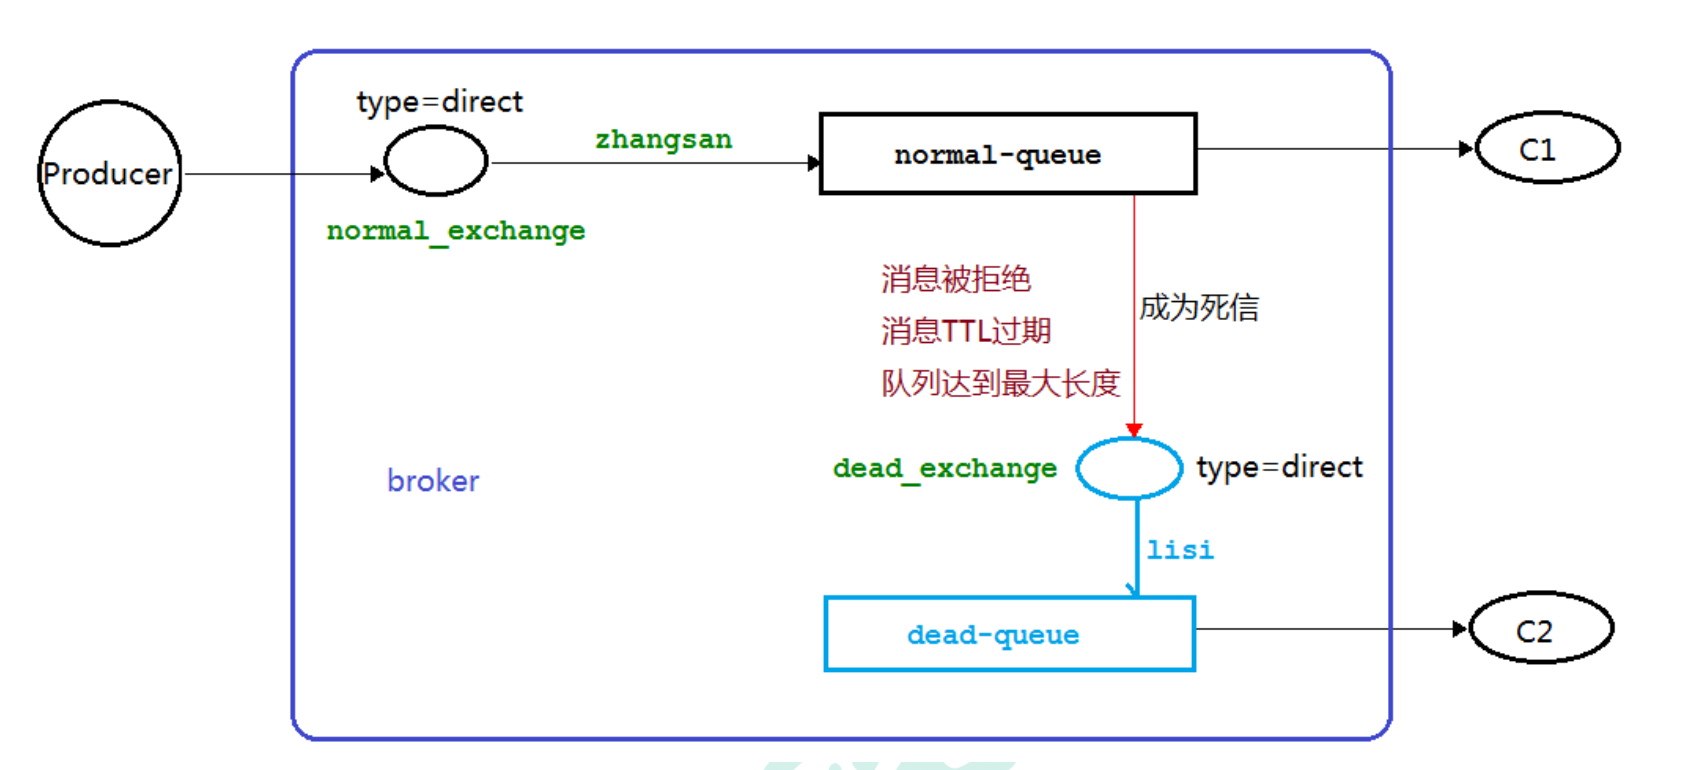 type=direct
zhangsan
normal-queue
C1
Producer
normal_exchange
消息被拒绝
消息TTL过期
队列达到最大长度
成为死信
dead_exchange
type=direct
broker
lisi
dead-queue
C2